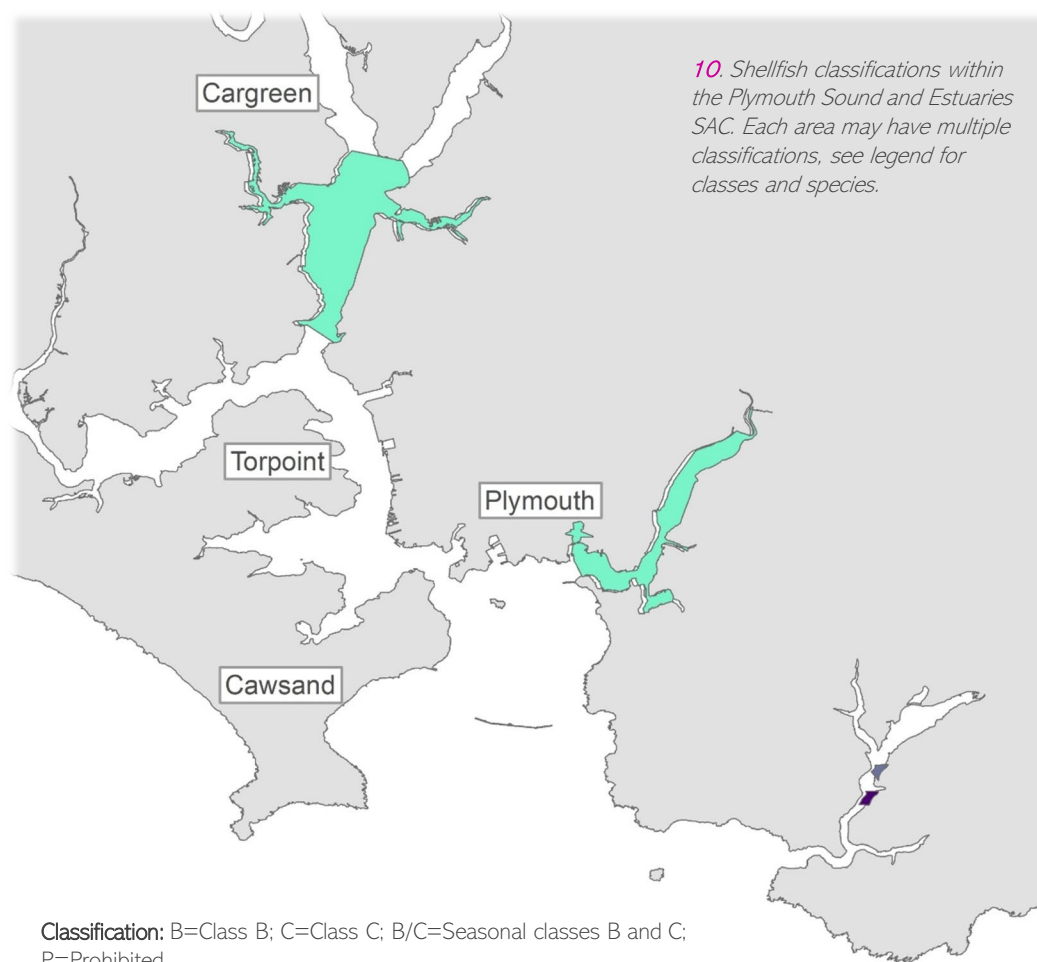 10. Shellfish classifications within
the Plymouth Sound and Estuaries
SAC. Each area may have multiple
classifications, see legend for
classes and species.
Cargreen
Torpoint
Plymouth
Cawsand
Classification: B=Class B; C=Class C; B/C=Seasonal classes B and C;
P=Prohibited